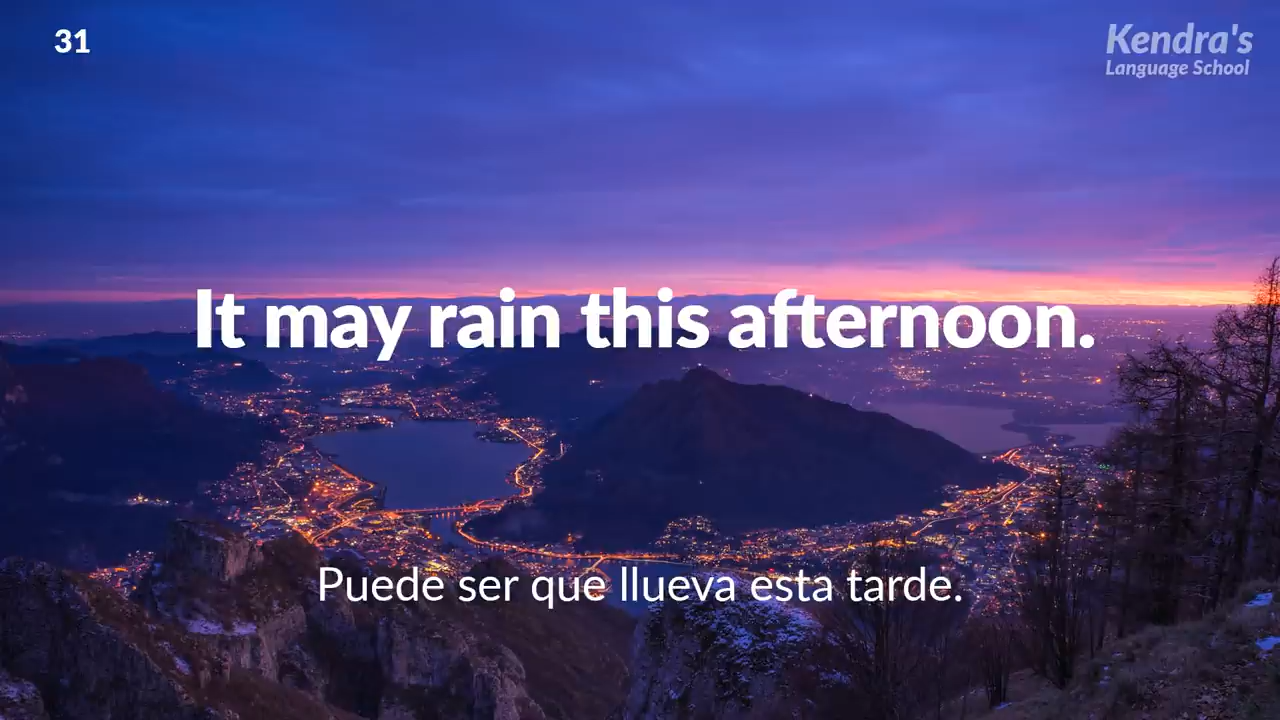 31
Kendra's
Language School
It may rain this afternoon.
Puede ser que llueva esta tarde.